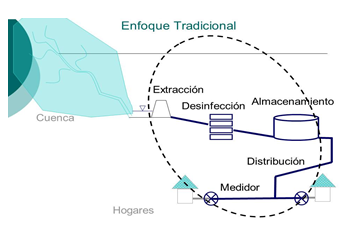 Enfoque Tradicional
Extracción
Desinfección
Almacenamiento
Cuenca
Distribución
Medidor
Hogares